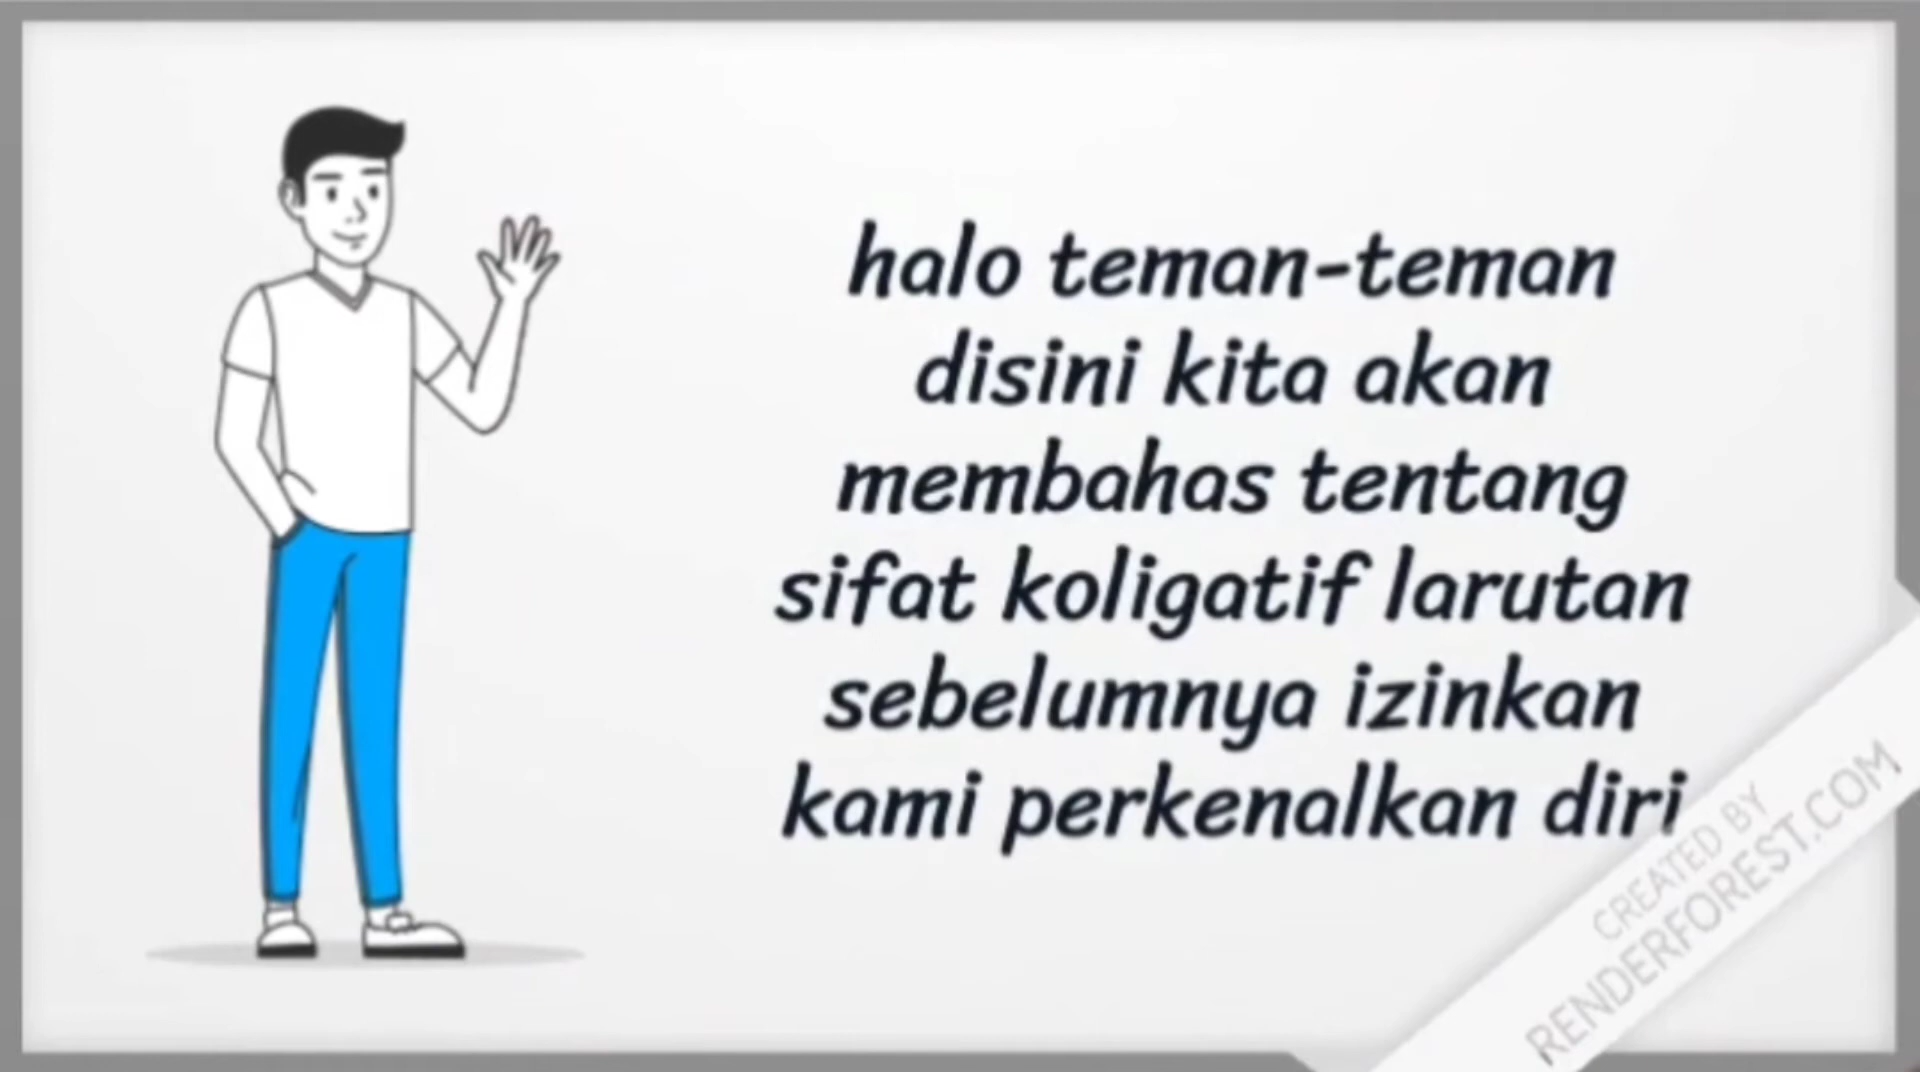 halo teman-teman
disini kita akan
membahas tentang
sifat koligatif larutan
sebelumnya izinkan
kami perkenalkan diri
CREATED BY
RENDERFOREST.COM